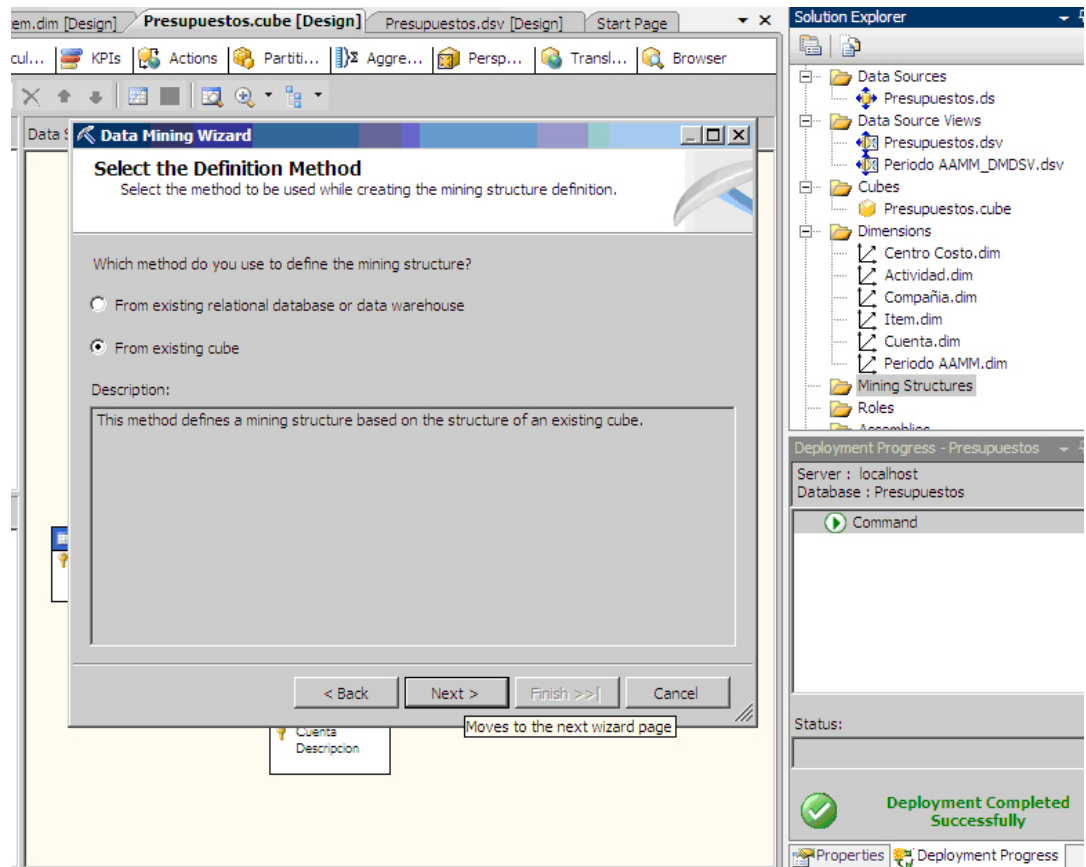 em.dim [Design]
Presupuestos.cube [Design]
Presupuestos.dsv [Design]
Start Page
cul...
KPIs
Actions
Partiti...
Aggre...
Persp...
Transl...
Browser
Data S
Data Mining Wizard
Select the Definition Method
Select the method to be used while creating the mining structure definition.
Which method do you use to define the mining structure?
From existing relational database or data warehouse
From existing cube
Description:
This method defines a mining structure based on the structure of an existing cube.
< Back
Next >
Finish >>|
Cancel
Moves to the next wizard page
Cuenta
Descripcion
Solution Explorer
Data Sources
Presupuestos.ds
Data Source Views
Presupuestos.dsv
Periodo AAMM_DMDSV.dsv
Cubes
Presupuestos.cube
Dimensions
Centro Costo.dim
Actividad.dim
Compañia.dim
Item.dim
Cuenta.dim
Periodo AAMM.dim
Mining Structures
Roles
Assemblies
Deployment Progress - Presupuestos
Server : localhost
Database : Presupuestos
Command
Status:
Deployment Completed
Successfully
Properties
Deployment Progress